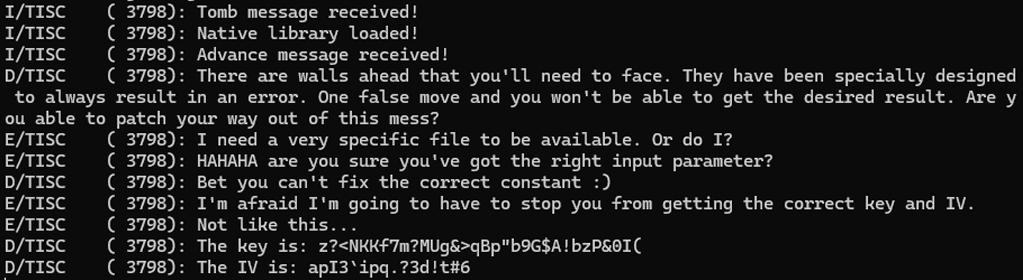 I/TISC    ( 3798): Tomb message received!
I/TISC    ( 3798): Native library loaded!
I/TISC    ( 3798): Advance message received!
D/TISC    ( 3798): There are walls ahead that you'll need to face. They have been specially designed
 to always result in an error. One false move and you won't be able to get the desired result. Are y
ou able to patch your way out of this mess?
E/TISC    ( 3798): I need a very specific file to be available. Or do I?
E/TISC    ( 3798): HAHAHA are you sure you've got the right input parameter?
D/TISC    ( 3798): Bet you can't fix the correct constant :)
E/TISC    ( 3798): I'm afraid I'm going to have to stop you from getting the correct key and IV.
E/TISC    ( 3798): Not like this...
D/TISC    ( 3798): The key is: z?<NKKf7m?MUg&>qBp"b9G$A!bzP&0I(
D/TISC    ( 3798): The IV is: apI3`ipq.?3d!t#6